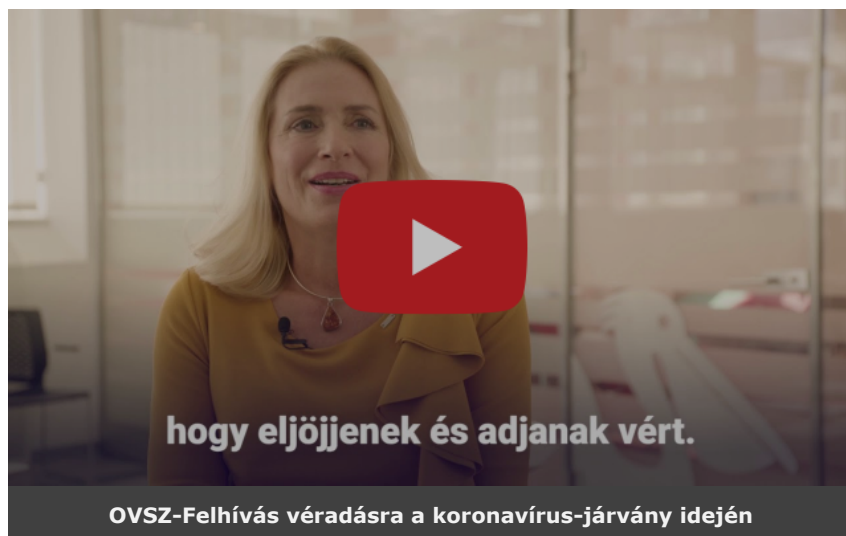 hogy eljöjjenek és adjanak vért.
OVSZ-Felhívás véradásra a koronavírus-járvány idején